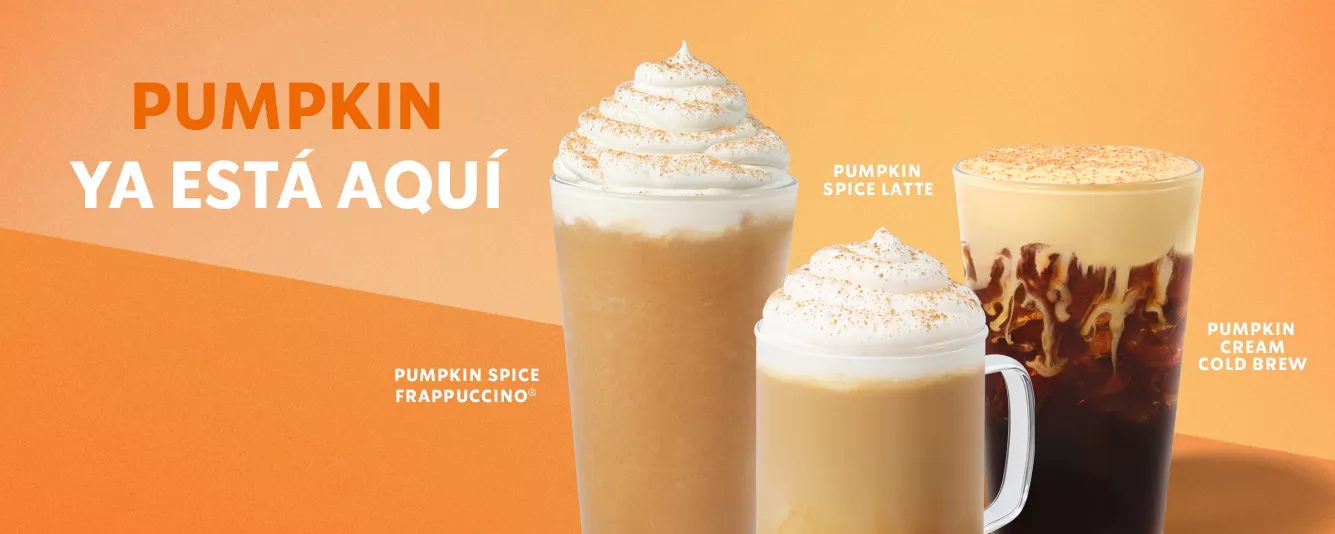 PUMPKIN
YA ESTÁ AQUÍ
PUMPKIN SPICE
FRAPPUCCINO®
PUMPKIN
SPICE LATTE
PUMPKIN
CREAM
COLD BREW